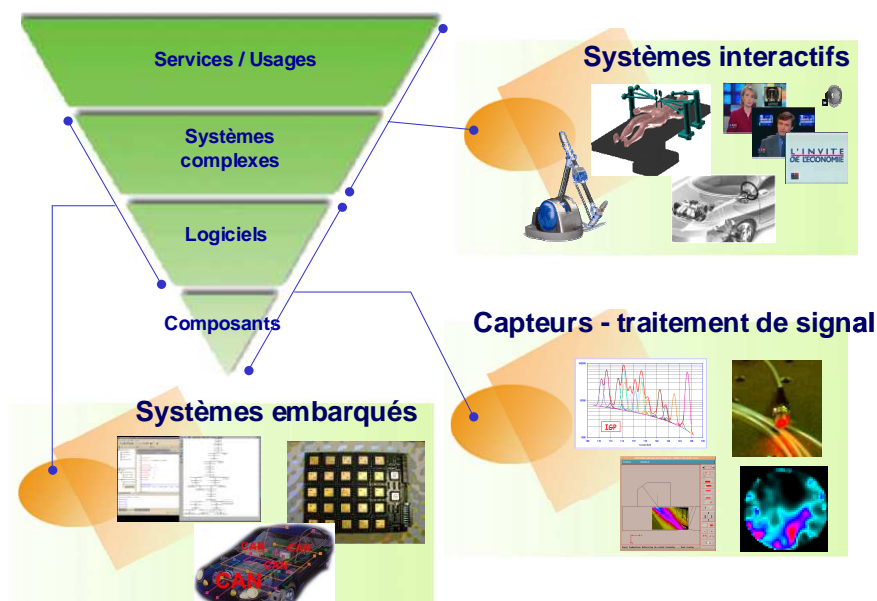 Services / Usages
Systèmes
complexes
Logiciels
Composants
Systèmes interactifs
L'INVITE
DE L'ECONOMIE
Capteurs - traitement de signal
IGP
Systèmes embarqués
CAN
CAN
CAN
CAN